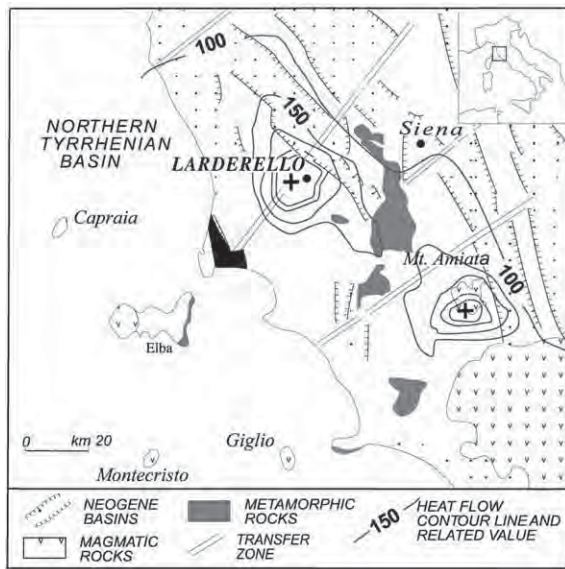 100
150
NORTHERN
TYRRHENIAN
BASIN
Siena
LARDERELLO
Capraia
Mt. Amiata
100
Elba
0 km 20
Giglio
Montecristo
NEOGENE
BASINS
METAMORPHIC
ROCKS
150
HEAT FLOW
CONTOUR LINE AND
RELATED VALUE
MAGMATIC
ROCKS
TRANSFER
ZONE